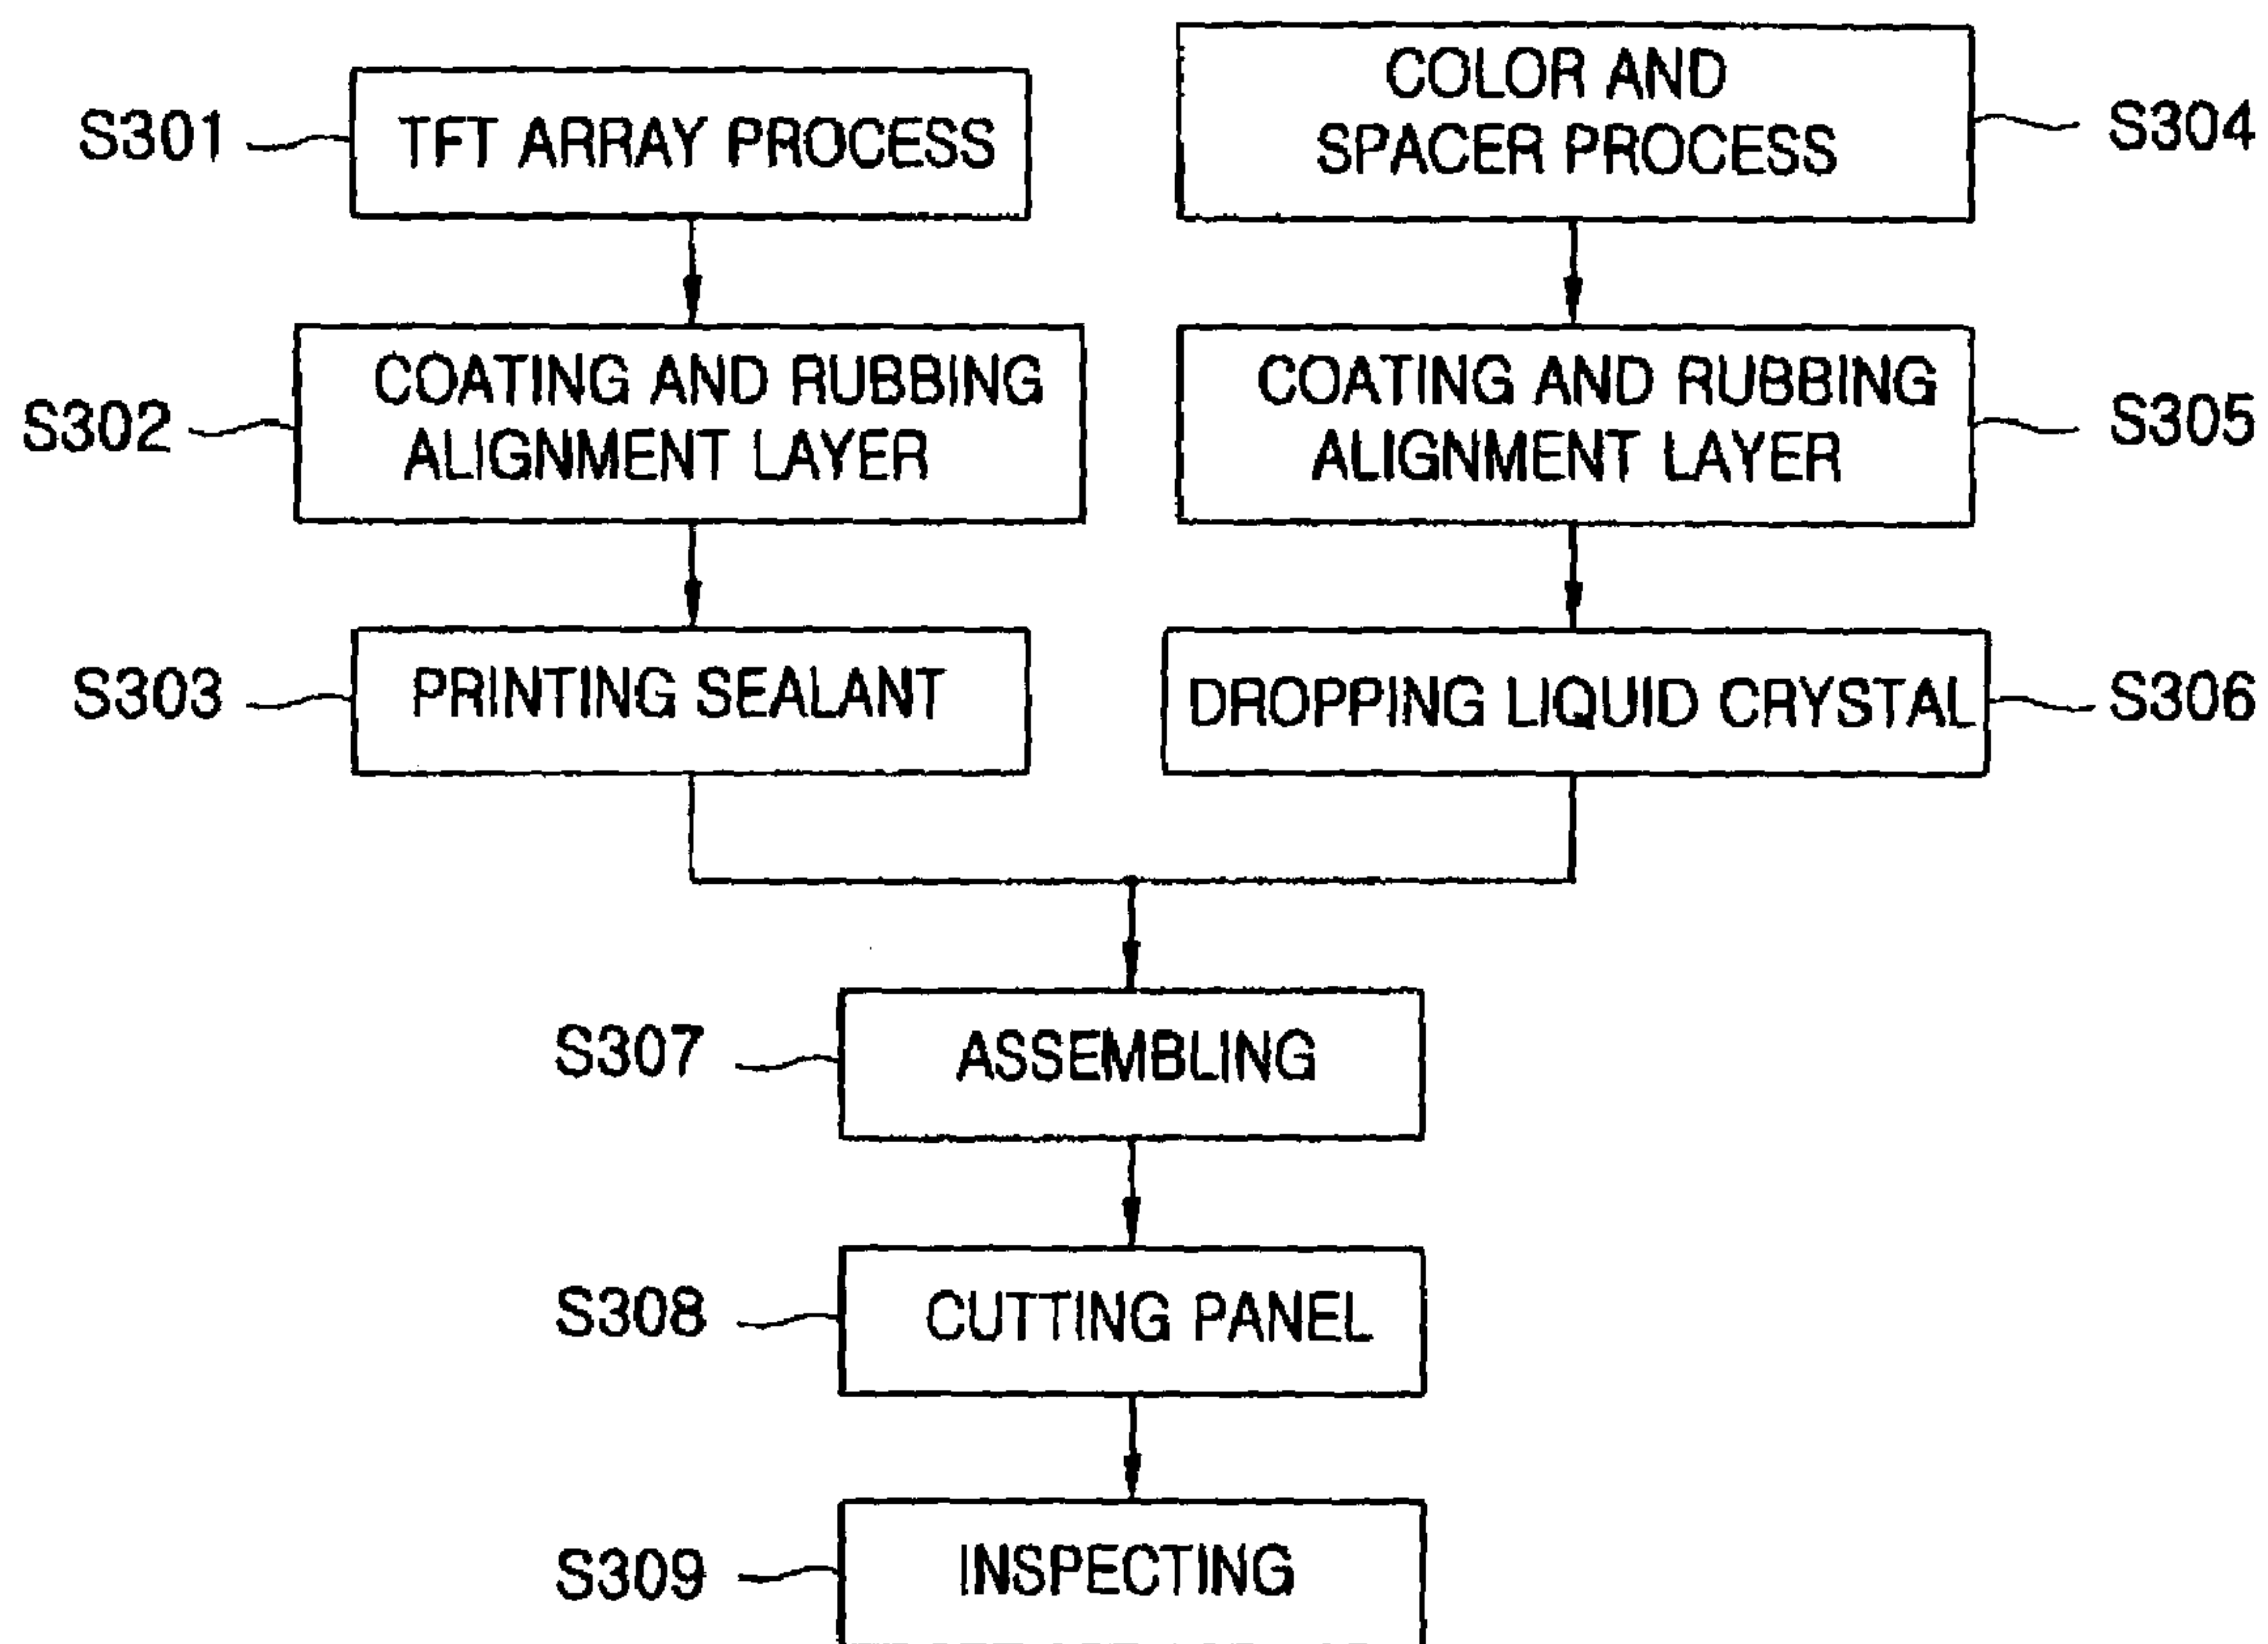 S301
TFT ARRAY PROCESS
COLOR AND
SPACER PROCESS
S304
S302
COATING AND RUBBING
ALIGNMENT LAYER
COATING AND RUBBING
ALIGNMENT LAYER
S305
S303
PRINTING SEALANT
DROPPING LIQUID CRYSTAL
S306
S307
ASSEMBLING
S308
CUTTING PANEL
S309
INSPECTING